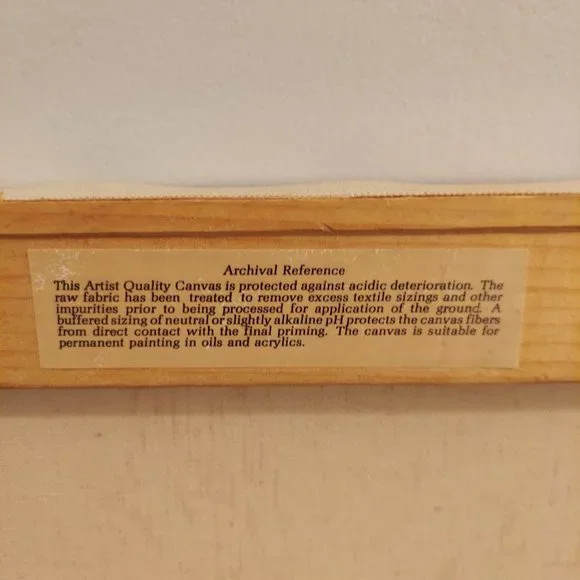 Archival Reference
This Artist Quality Canvas is protected against acidic deterioration. The
raw fabric has been treated to remove excess textile sizings and other
impurities prior to being processed for application of the ground. A
buffered sizing of neutral or slightly alkaline pH protects the canvas fibers
from direct contact with the final priming. The canvas is suitable for
permanent painting in oils and acrylics.